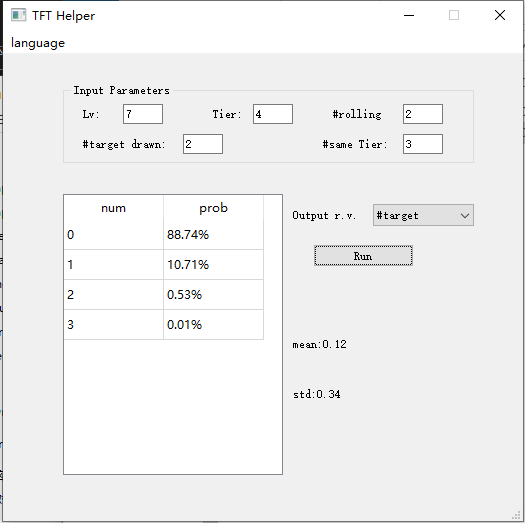 TFT Helper
language
Input Parameters
Lv: 7 Tier: 4 #rolling 2
#target drawn: 2 #same Tier: 3
num prob
0 88.74%
1 10.71%
2 0.53%
3 0.01%
Output r.v. #target
Run
mean:0.12
std:0.34